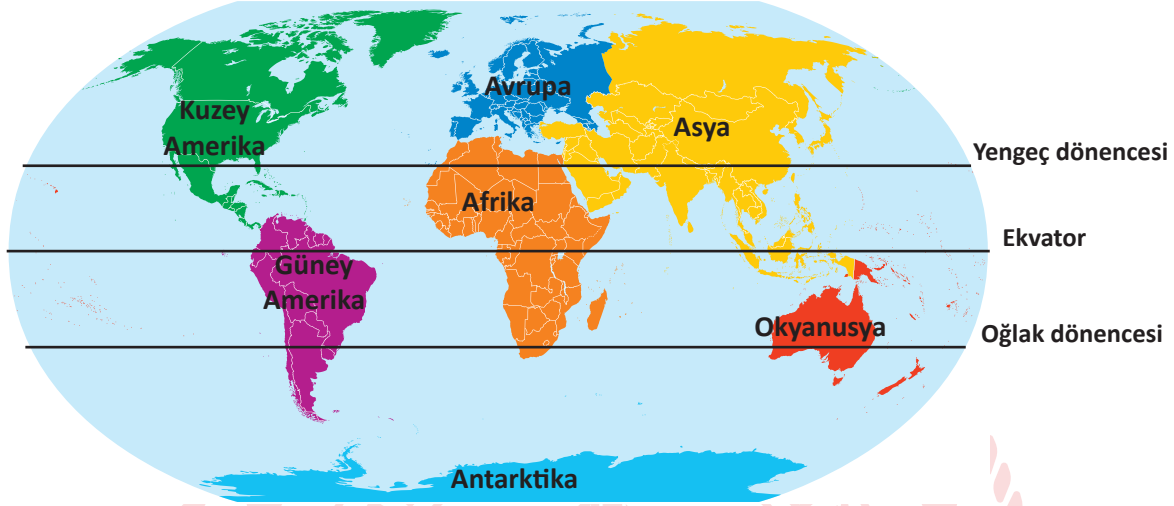 Kuzey
Amerika
Avrupa
Asya
Yengeç dönencesi
Afrika
Ekvator
Güney
Amerika
Okyanusya
Oğlak dönencesi
Antarktika